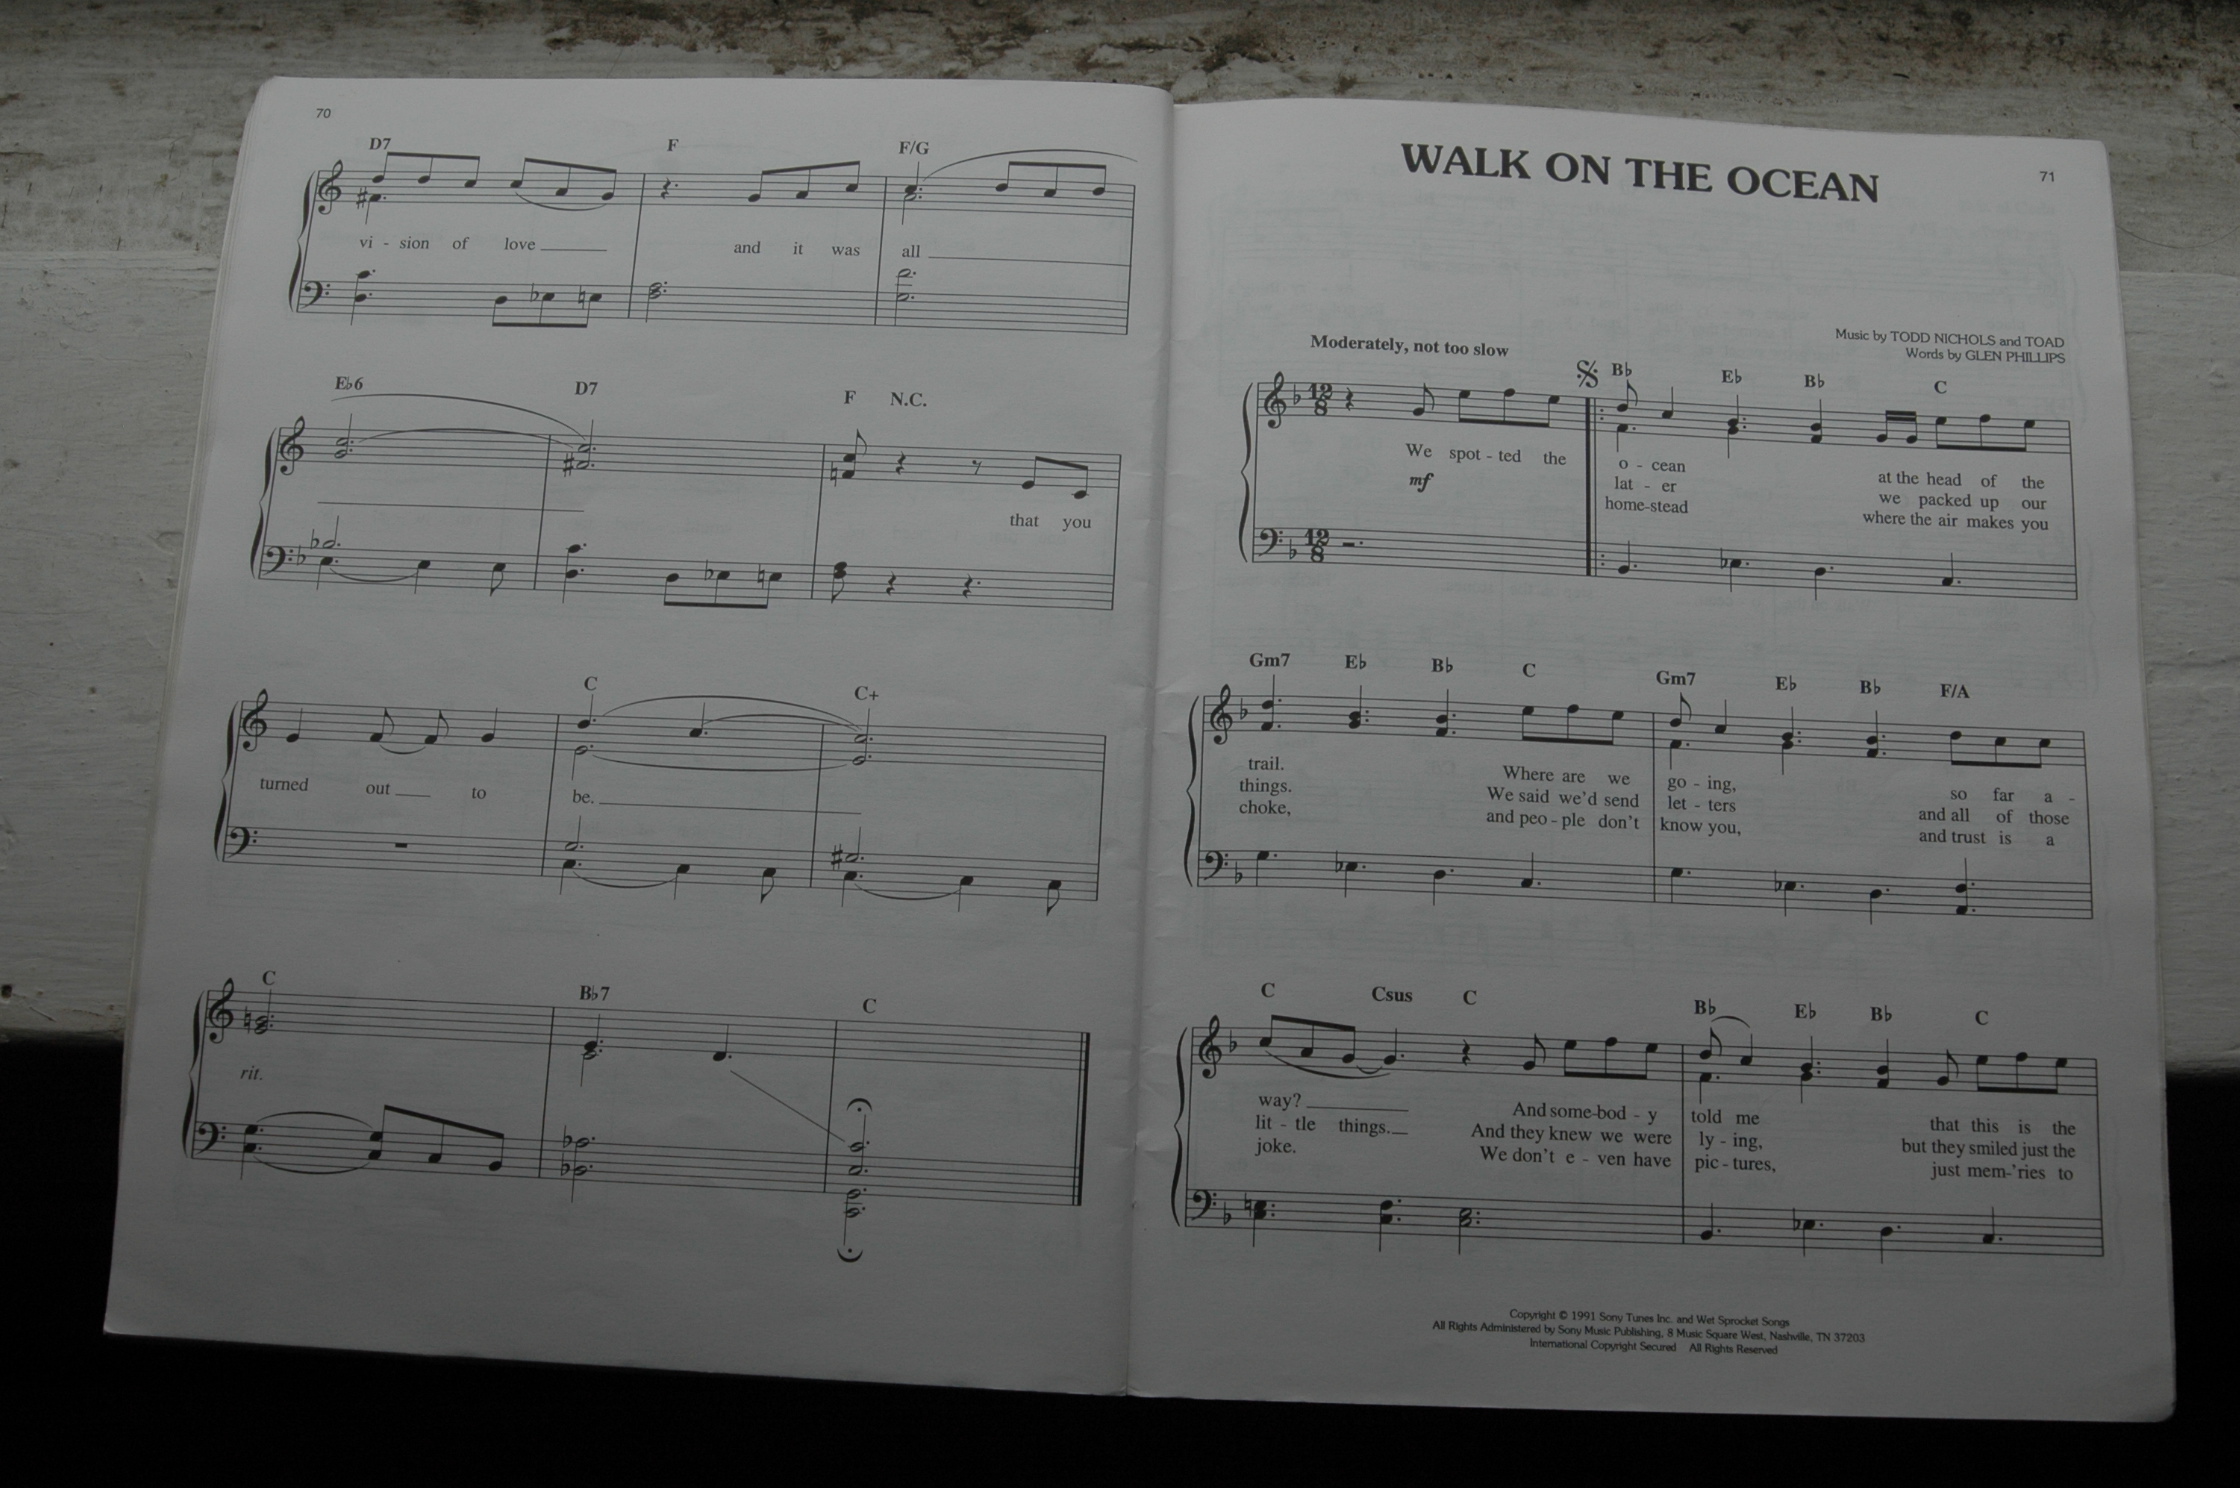 70
D7 F F/G
vi - sion of love and it was all
E♭6 D7 F N.C.
that you
C C+
turned out to be.
C B♭7 C
rit.
WALK ON THE OCEAN
71
Music by TODD NICHOLS and TOAD
Words by GLEN PHILLIPS
Moderately, not too slow
B♭ E♭ B♭ C
12 8
We spot - ted the o - cean at the head of the
mf lat - er we packed up our
home-stead where the air makes you
12 8
Gm7 E♭ B♭ C Gm7 E♭ B♭ F/A
trail. Where are we go - ing, so far a -
things. We said we'd send let - ters and all of those
choke, and peo - ple don't know you, and trust is a
C Csus C B♭ E♭ B♭ C
way? And some-bod - y told me that this is the
lit - tle things. And they knew we were ly - ing, but they smiled just the
joke. We don't e - ven have pic - tures, just mem-'ries to
Copyright © 1991 Sony Tunes Inc. and Wet Sprocket Songs
All Rights Administered by Sony Music Publishing, 8 Music Square West, Nashville, TN 37203
International Copyright Secured All Rights Reserved